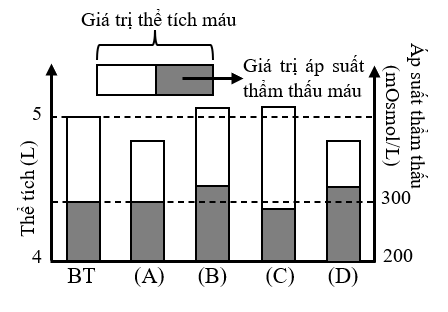 Giá trị thể tích máu
Giá trị áp suất
thẩm thấu máu
Thể tích (L)
5
4
Áp suất thẩm thấu
(mOsmol/L)
300
200
BT (A) (B) (C) (D)